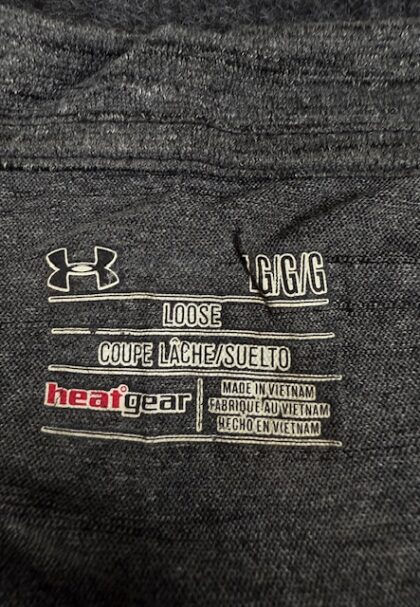 LG/G/G
LOOSE
COUPE LÂCHE/SUELTO
heatgear
MADE IN VIETNAM
FABRIQUÉ AU VIETNAM
HECHO EN VIETNAM